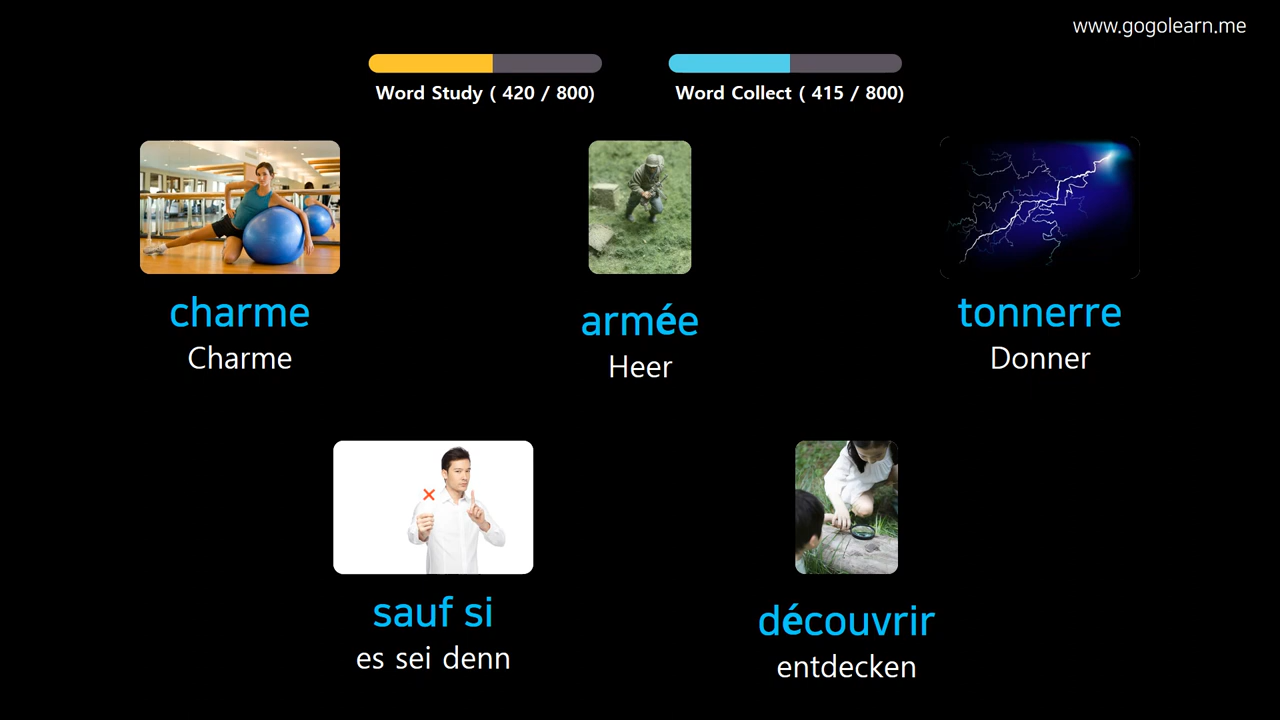 www.gogolearn.me
Word Study ( 420 / 800)
Word Collect ( 415 / 800)
charme
Charme
armée
Heer
tonnerre
Donner
sauf si
es sei denn
découvrir
entdecken